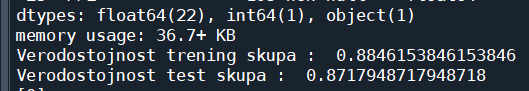 dtypes: float64(22), int64(1), object(1)
memory usage: 36.7+ KB
Verodostojnost trening skupa :  0.8846153846153846
Verodostojnost test skupa :  0.8717948717948718